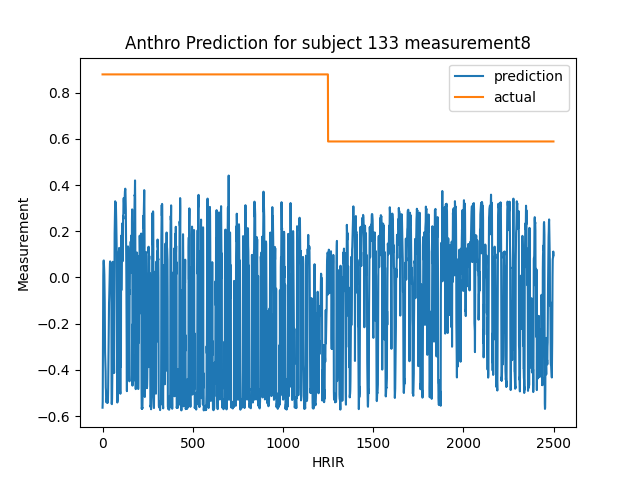 Anthro Prediction for subject 133 measurement8
prediction
actual
Measurement
0.8
0.6
0.4
0.2
0.0
−0.2
−0.4
−0.6
0
500
1000
1500
2000
2500
HRIR